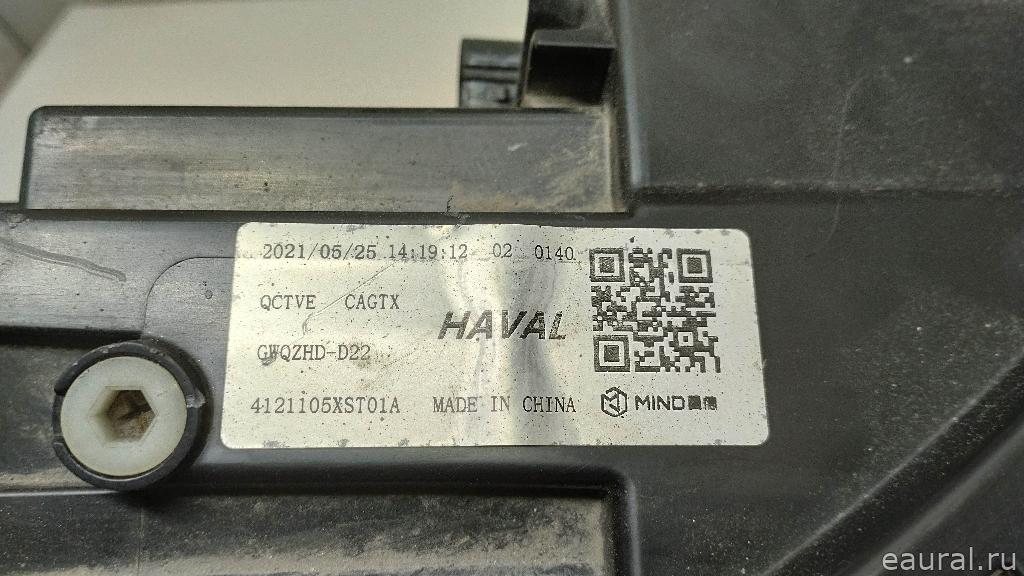 2021/05/25 14:19:12 02 0140
QCTVE CAGTX
HAVAL
GWQZHD-D22
4121105XST01A MADE IN CHINA MIND
eaural.ru